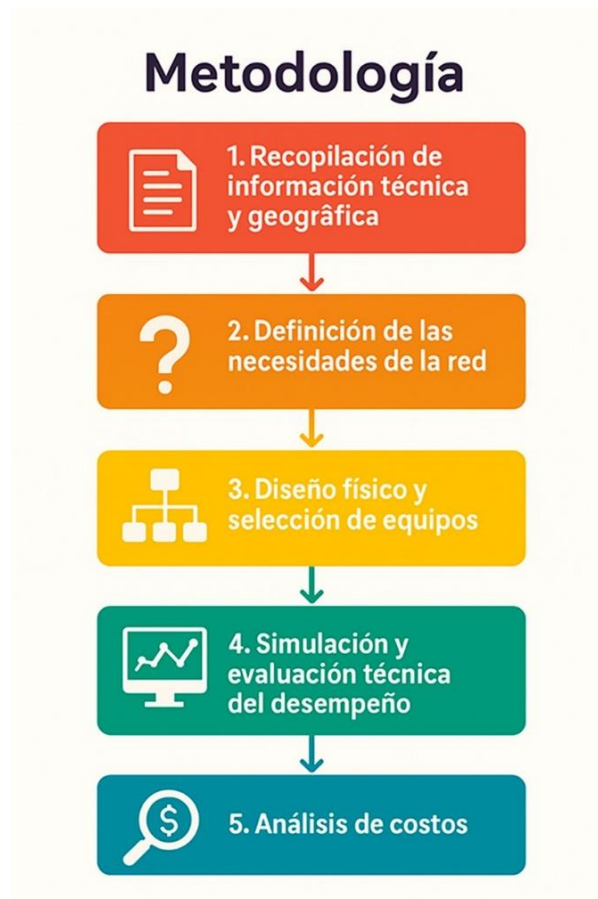 Metodología
1. Recopilación de
información técnica
y geogrâfica
2. Definición de las
necesidades de la red
3. Diseño físico y
selección de equipos
4. Simulación y
evaluación técnica
del desempeño
$
5. Análisis de costos